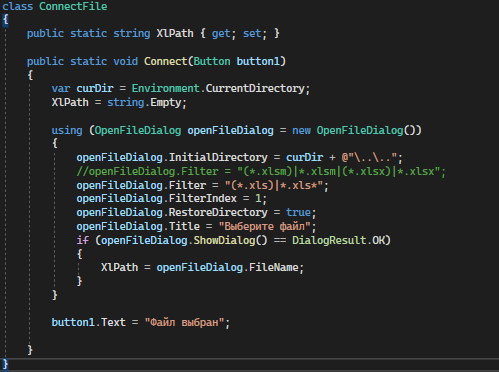 class ConnectFile
{
public static string XlPath { get; set; }
public static void Connect(Button button1)
{
var curDir = Environment.CurrentDirectory;
XlPath = string.Empty;
using (OpenFileDialog openFileDialog = new OpenFileDialog())
{
openFileDialog.InitialDirectory = curDir + @"\..\..";
//openFileDialog.Filter = "(*.xlsm)|*.xlsm|(*.xlsx)|*.xlsx";
openFileDialog.Filter = "(*.xls)|*.xls*";
openFileDialog.FilterIndex = 1;
openFileDialog.RestoreDirectory = true;
openFileDialog.Title = "Выберите файл";
if (openFileDialog.ShowDialog() == DialogResult.OK)
{
XlPath = openFileDialog.FileName;
}
}
button1.Text = "Файл выбран";
}
}